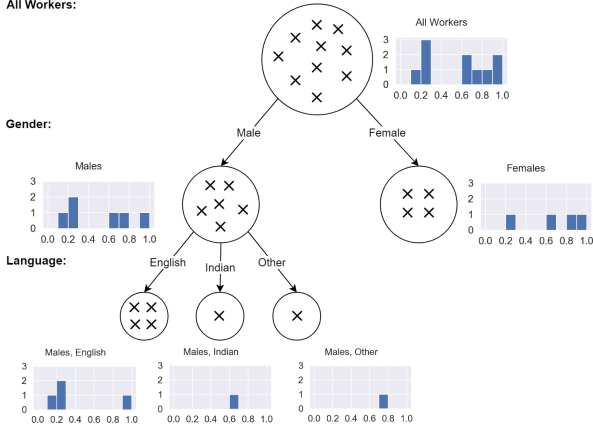 All Workers:
All Workers
3
2
1
0
0.0 0.2 0.4 0.6 0.8 1.0
Gender:
Male
Female
Males
3
2
1
0
0.0 0.2 0.4 0.6 0.8 1.0
Females
3
2
1
0
0.0 0.2 0.4 0.6 0.8 1.0
Language:
English
Indian
Other
Males, English
3
2
1
0
0.0 0.2 0.4 0.6 0.8 1.0
Males, Indian
3
2
1
0
0.0 0.2 0.4 0.6 0.8 1.0
Males, Other
3
2
1
0
0.0 0.2 0.4 0.6 0.8 1.0